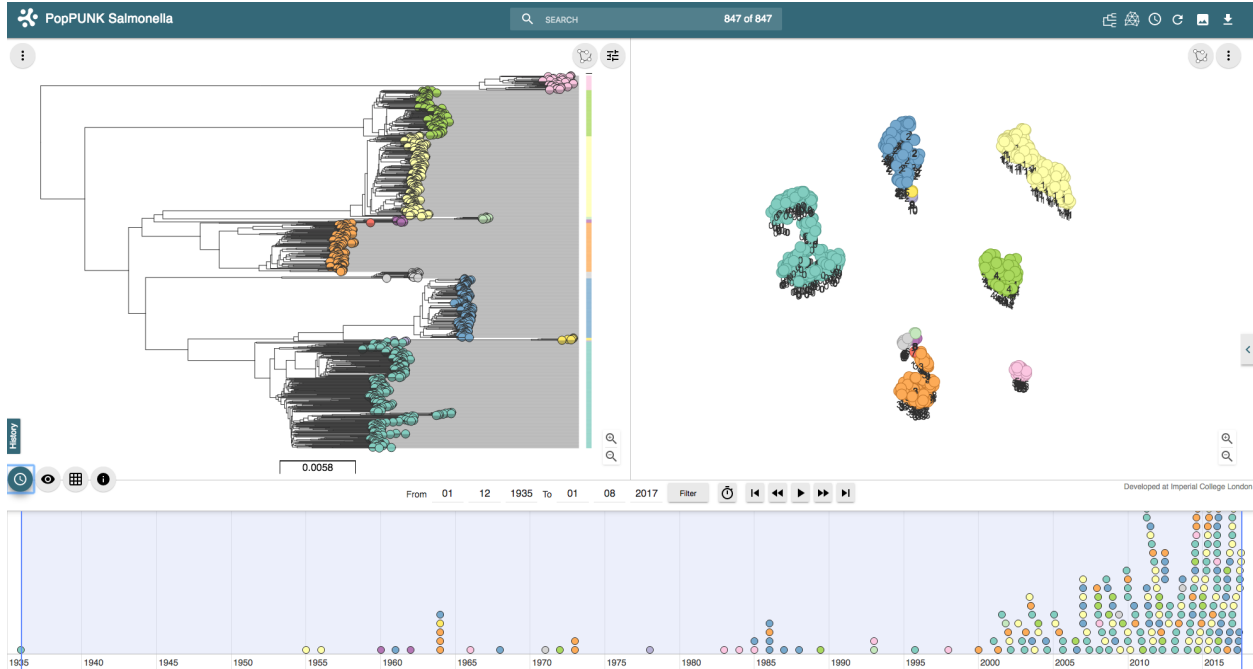 PopPUNK Salmonella
SEARCH 847 of 847
History
0.0058
From 01 12 1935 To 01 08 2017 Filter
Developed at Imperial College London
1935 1940 1945 1950 1955 1960 1965 1970 1975 1980 1985 1990 1995 2000 2005 2010 2015